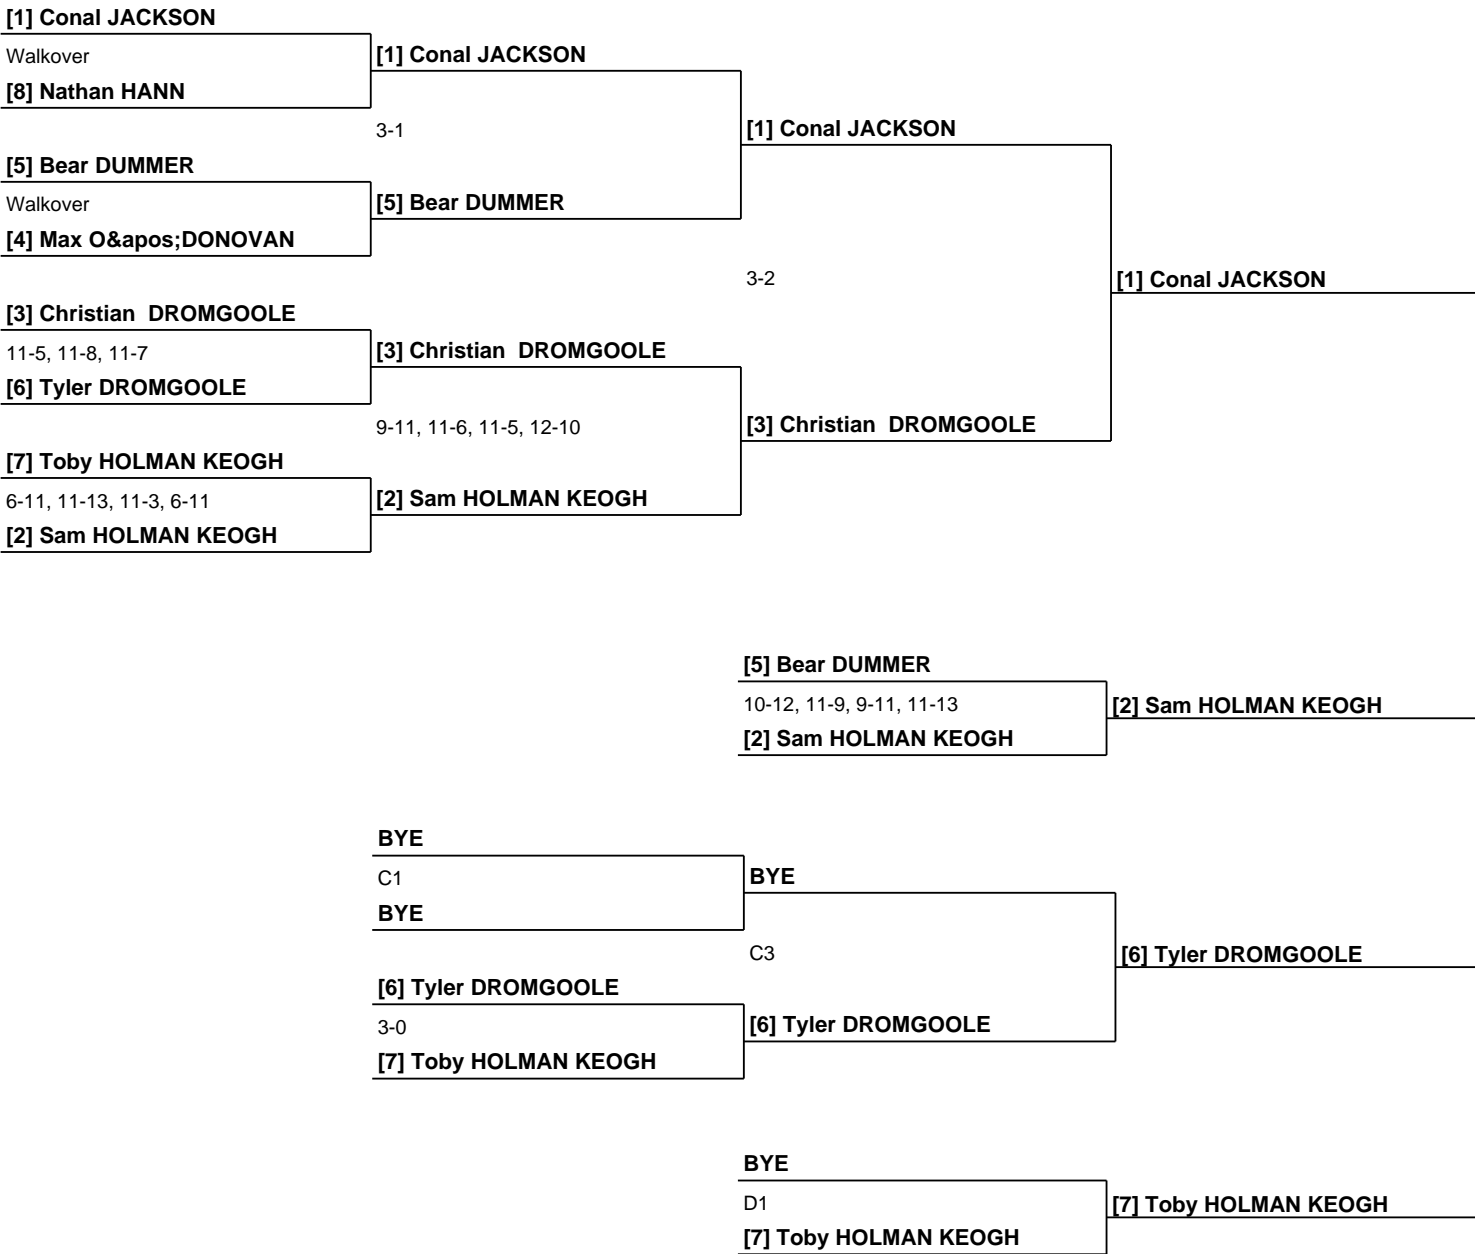 [1] Conal JACKSON
Walkover
[1] Conal JACKSON
[8] Nathan HANN
3-1
[1] Conal JACKSON
[5] Bear DUMMER
Walkover
[5] Bear DUMMER
[4] Max O&apos;DONOVAN
3-2
[1] Conal JACKSON
[3] Christian  DROMGOOLE
11-5, 11-8, 11-7
[3] Christian  DROMGOOLE
[6] Tyler DROMGOOLE
9-11, 11-6, 11-5, 12-10
[3] Christian  DROMGOOLE
[7] Toby HOLMAN KEOGH
6-11, 11-13, 11-3, 6-11
[2] Sam HOLMAN KEOGH
[2] Sam HOLMAN KEOGH
[5] Bear DUMMER
10-12, 11-9, 9-11, 11-13
[2] Sam HOLMAN KEOGH
[2] Sam HOLMAN KEOGH
BYE
C1
BYE
BYE
C3
[6] Tyler DROMGOOLE
[6] Tyler DROMGOOLE
3-0
[6] Tyler DROMGOOLE
[7] Toby HOLMAN KEOGH
BYE
D1
[7] Toby HOLMAN KEOGH
[7] Toby HOLMAN KEOGH